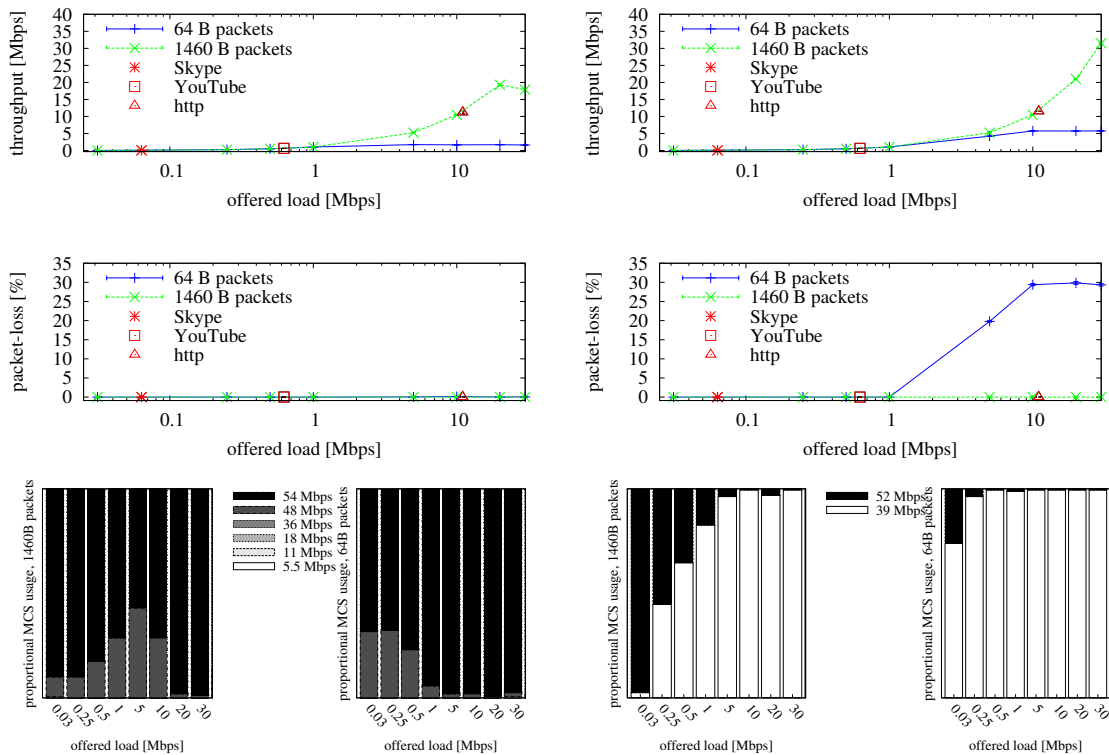 throughput [Mbps]
40
35
30
25
20
15
10
5
0
64 B packets
1460 B packets
Skype
YouTube
http
0.1
1
10
offered load [Mbps]
throughput [Mbps]
40
35
30
25
20
15
10
5
0
64 B packets
1460 B packets
Skype
YouTube
http
0.1
1
10
offered load [Mbps]
packet-loss [%]
35
30
25
20
15
10
5
0
64 B packets
1460 B packets
Skype
YouTube
http
0.1
1
10
offered load [Mbps]
packet-loss [%]
35
30
25
20
15
10
5
0
64 B packets
1460 B packets
Skype
YouTube
http
0.1
1
10
offered load [Mbps]
proportional MCS usage, 1460B packets
0.03
0.25
0.5
1
5
10
20
30
offered load [Mbps]
54 Mbps
48 Mbps
36 Mbps
18 Mbps
11 Mbps
5.5 Mbps
proportional MCS usage, 64B packets
0.03
0.25
0.5
1
5
10
20
30
offered load [Mbps]
proportional MCS usage, 1460B packets
0.03
0.25
0.5
1
5
10
20
30
offered load [Mbps]
52 Mbps
39 Mbps
proportional MCS usage, 64B packets
0.03
0.25
0.5
1
5
10
20
30
offered load [Mbps]